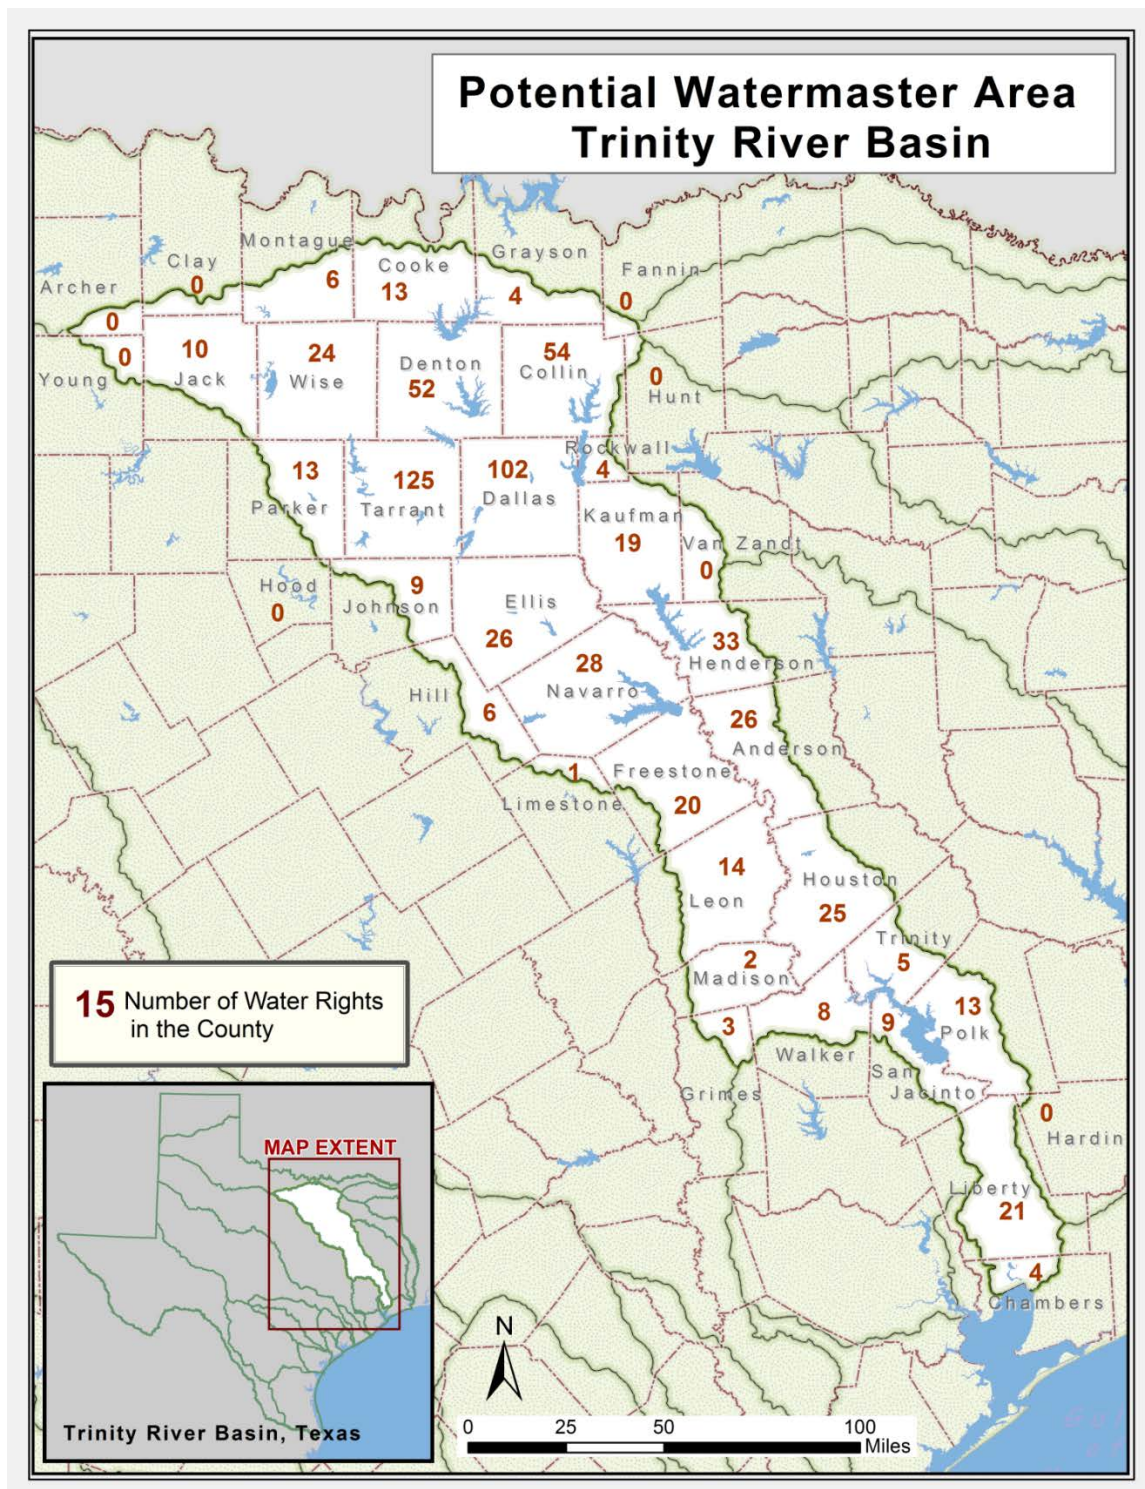 Potential Watermaster Area
Trinity River Basin
Montague
Grayson
Clay
Cooke
Fannin
Archer
0
6
13
4
0
0
0
10
24
54
Young
Jack
Wise
Denton
Collin
52
0
Hunt
Rockwall
13
125
102
4
Parker
Tarrant
Dallas
Kaufman
19
Van Zandt
0
Hood
0
9
Johnson
Ellis
26
33
Henderson
28
Navarro
Hill
6
26
Anderson
1
Freestone
Limestone
20
14
Leon
Houston
25
Trinity
5
2
Madison
3
8
9
13
Polk
Walker
San
Jacinto
Grimes
0
Hardin
Liberty
21
4
Chambers
15 Number of Water Rights
in the County
MAP EXTENT
Trinity River Basin, Texas
N
0 25 50 100
Miles